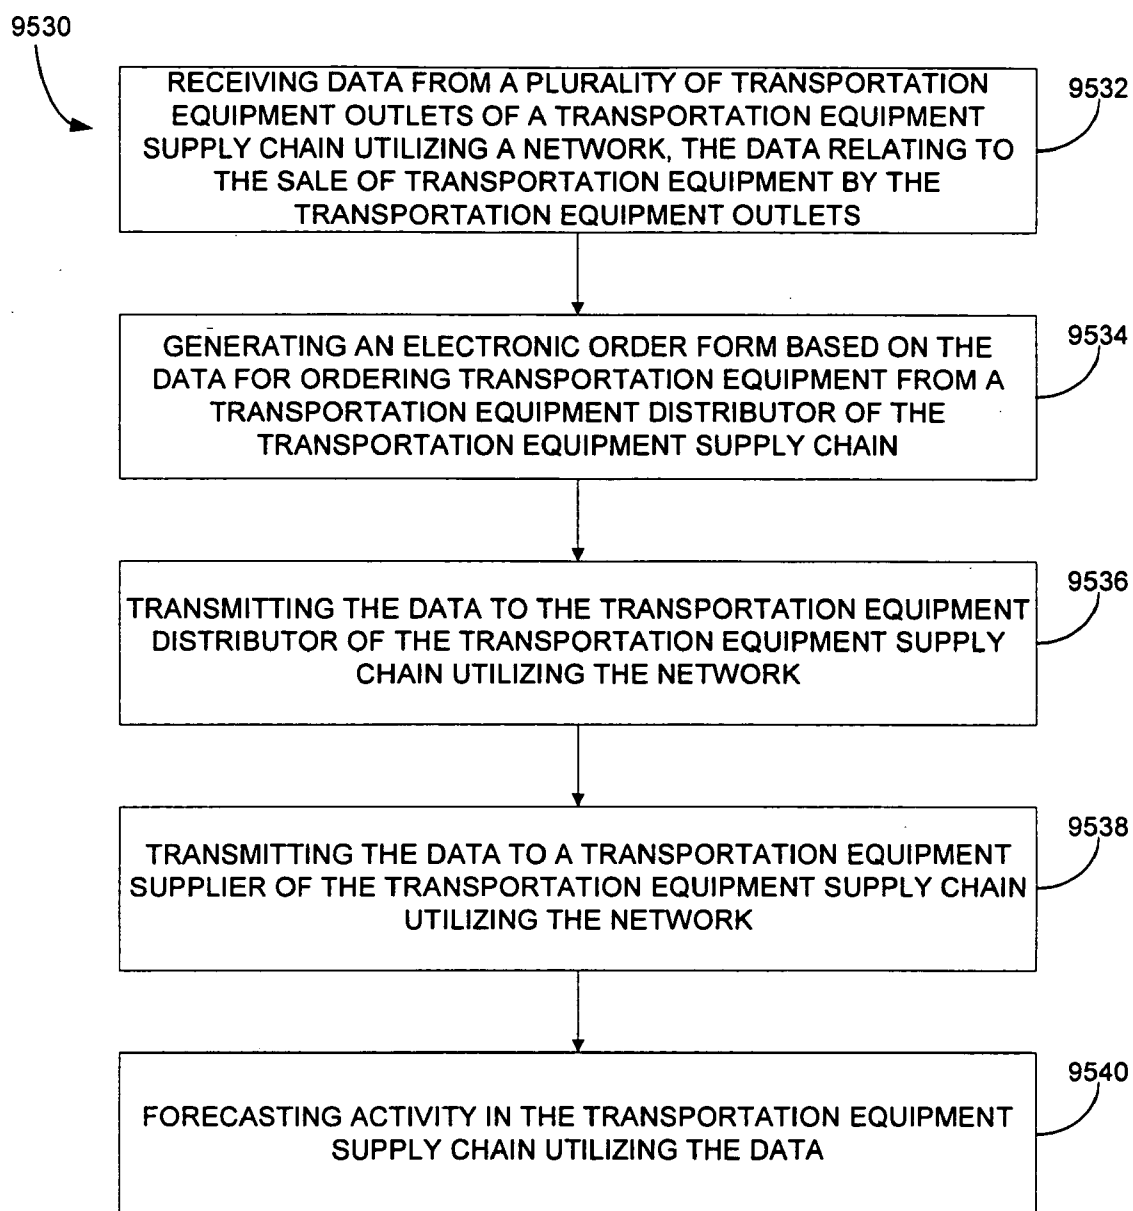 9530
RECEIVING DATA FROM A PLURALITY OF TRANSPORTATION
EQUIPMENT OUTLETS OF A TRANSPORTATION EQUIPMENT
SUPPLY CHAIN UTILIZING A NETWORK, THE DATA RELATING TO
THE SALE OF TRANSPORTATION EQUIPMENT BY THE
TRANSPORTATION EQUIPMENT OUTLETS
9532
GENERATING AN ELECTRONIC ORDER FORM BASED ON THE
DATA FOR ORDERING TRANSPORTATION EQUIPMENT FROM A
TRANSPORTATION EQUIPMENT DISTRIBUTOR OF THE
TRANSPORTATION EQUIPMENT SUPPLY CHAIN
9534
TRANSMITTING THE DATA TO THE TRANSPORTATION EQUIPMENT
DISTRIBUTOR OF THE TRANSPORTATION EQUIPMENT SUPPLY
CHAIN UTILIZING THE NETWORK
9536
TRANSMITTING THE DATA TO A TRANSPORTATION EQUIPMENT
SUPPLIER OF THE TRANSPORTATION EQUIPMENT SUPPLY CHAIN
UTILIZING THE NETWORK
9538
FORECASTING ACTIVITY IN THE TRANSPORTATION EQUIPMENT
SUPPLY CHAIN UTILIZING THE DATA
9540